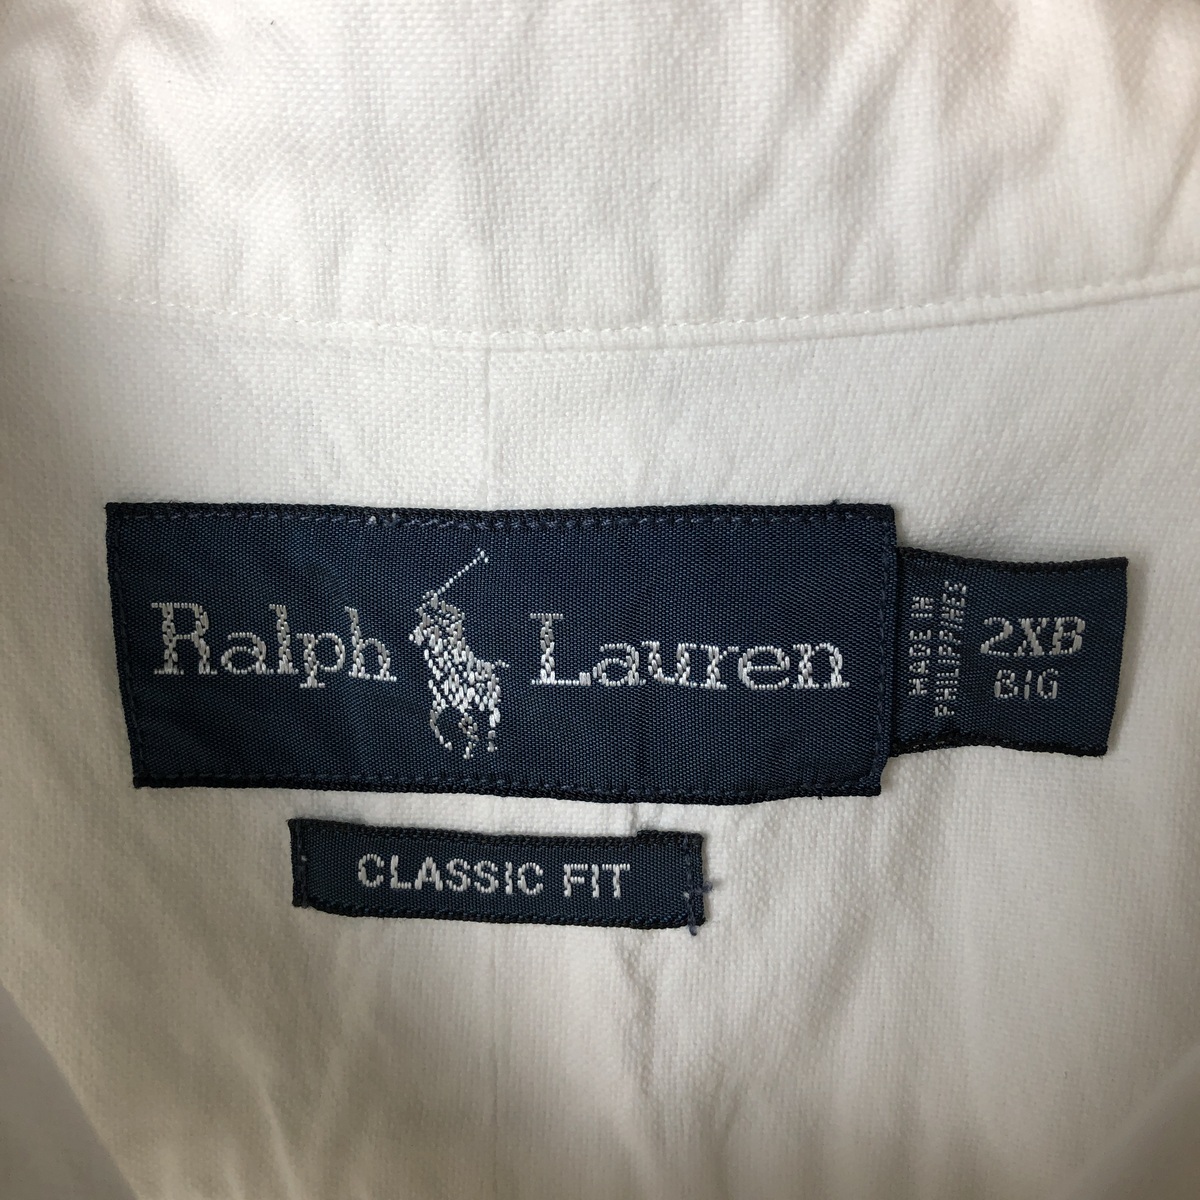 Ralph Lauren
MADE IN
PHILIPPINES
2XB
BIG
CLASSIC FIT